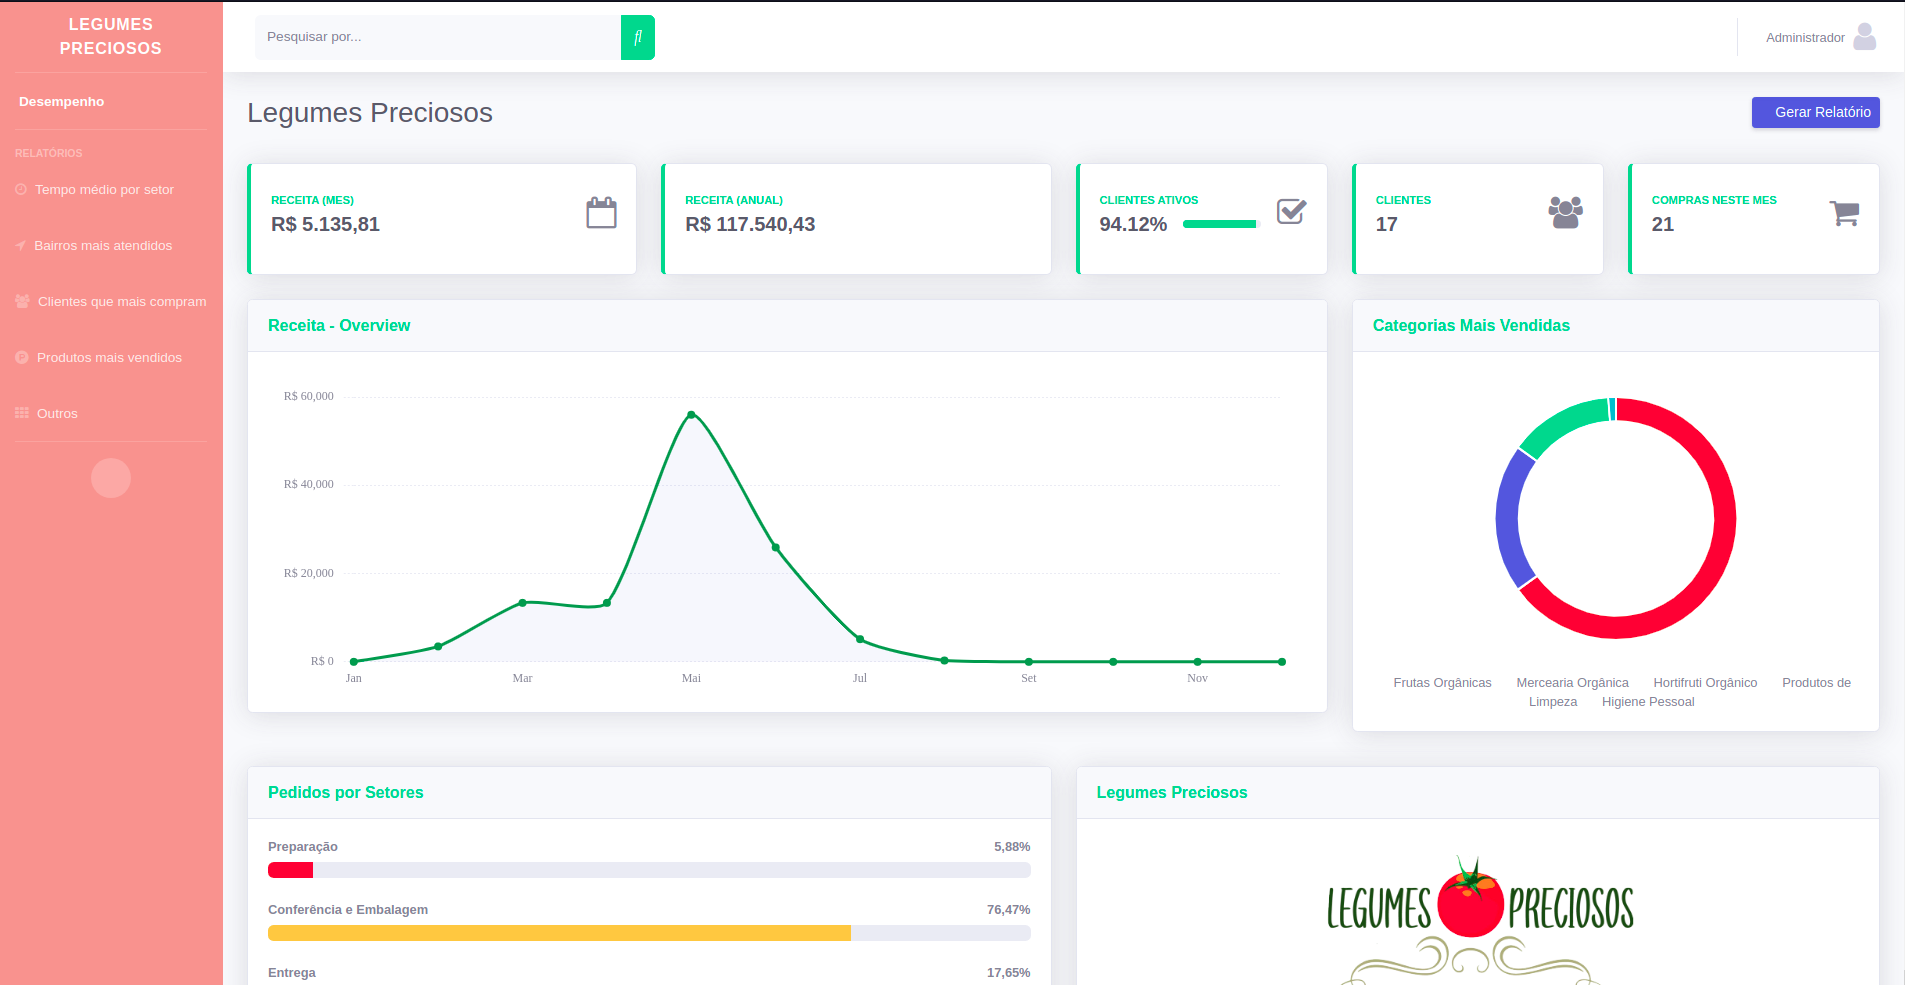 LEGUMES
PRECIOSOS
Pesquisar por...
Administrador
Desempenho
RELATÓRIOS
Tempo médio por setor
Bairros mais atendidos
Clientes que mais compram
Produtos mais vendidos
Outros
Legumes Preciosos
Gerar Relatório
RECEITA (MES)
R$ 5.135,81
RECEITA (ANUAL)
R$ 117.540,43
CLIENTES ATIVOS
94.12%
CLIENTES
17
COMPRAS NESTE MES
21
Receita - Overview
R$ 60,000
R$ 40,000
R$ 20,000
R$ 0
Jan Mar Mai Jul Set Nov
Categorias Mais Vendidas
Frutas Orgânicas Mercearia Orgânica Hortifruti Orgânico Produtos de
Limpeza Higiene Pessoal
Pedidos por Setores
Preparação 5,88%
Conferência e Embalagem 76,47%
Entrega 17,65%
Legumes Preciosos
LEGUMES PRECIOSOS